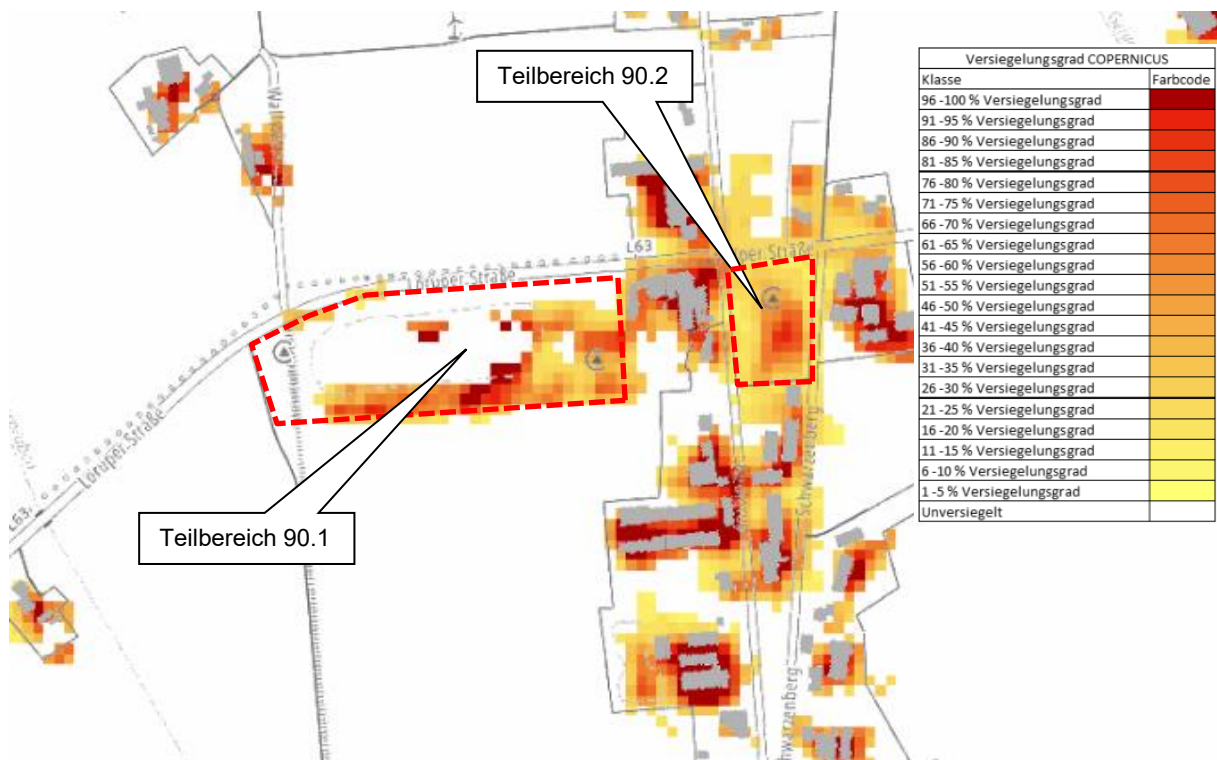 Teilbereich 90.2
L63
Loruper Straße
Loruper Straße
L63
Schwarzenberg
Schwarzenberg
Teilbereich 90.1
Versiegelungsgrad COPERNICUS
Klasse Farbcode
96 -100 % Versiegelungsgrad
91 -95 % Versiegelungsgrad
86 -90 % Versiegelungsgrad
81 -85 % Versiegelungsgrad
76 -80 % Versiegelungsgrad
71 -75 % Versiegelungsgrad
66 -70 % Versiegelungsgrad
61 -65 % Versiegelungsgrad
56 -60 % Versiegelungsgrad
51 -55 % Versiegelungsgrad
46 -50 % Versiegelungsgrad
41 -45 % Versiegelungsgrad
36 -40 % Versiegelungsgrad
31 -35 % Versiegelungsgrad
26 -30 % Versiegelungsgrad
21 -25 % Versiegelungsgrad
16 -20 % Versiegelungsgrad
11 -15 % Versiegelungsgrad
6 -10 % Versiegelungsgrad
1 -5 % Versiegelungsgrad
Unversiegelt